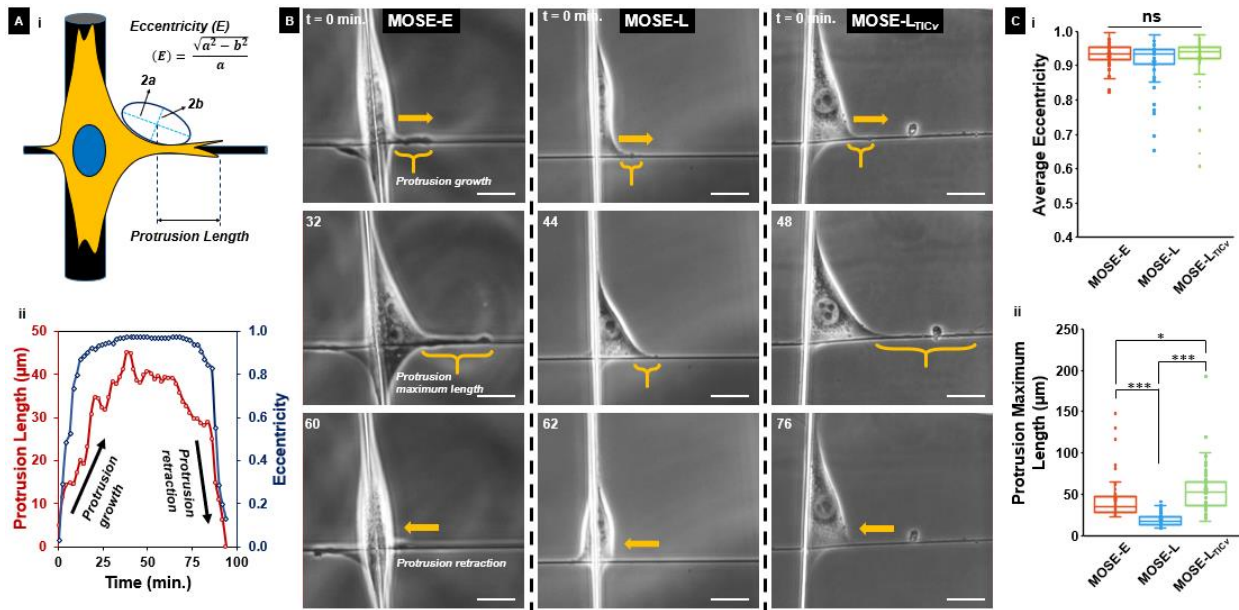 A
i
Eccentricity (E)
(E) = √a² − b² / a
2a
2b
Protrusion Length
ii
Protrusion Length (μm)
50
40
30
20
10
0
Protrusion growth
Protrusion retraction
1.0
0.8
0.6
0.4
0.2
0.0
Eccentricity
0
25
50
75
100
Time (min.)
B
t = 0 min.
MOSE-E
t = 0 min.
MOSE-L
t = 0 min.
MOSE-LTICv
Protrusion growth
32
44
48
Protrusion
maximum length
60
62
76
Protrusion retraction
C
i
ns
Average Eccentricity
1.0
0.9
0.8
0.7
0.6
0.5
0.4
MOSE-E
MOSE-L
MOSE-LTICv
ii
Protrusion Maximum
Length (μm)
250
200
150
100
50
0
*
***
***
MOSE-E
MOSE-L
MOSE-LTICv